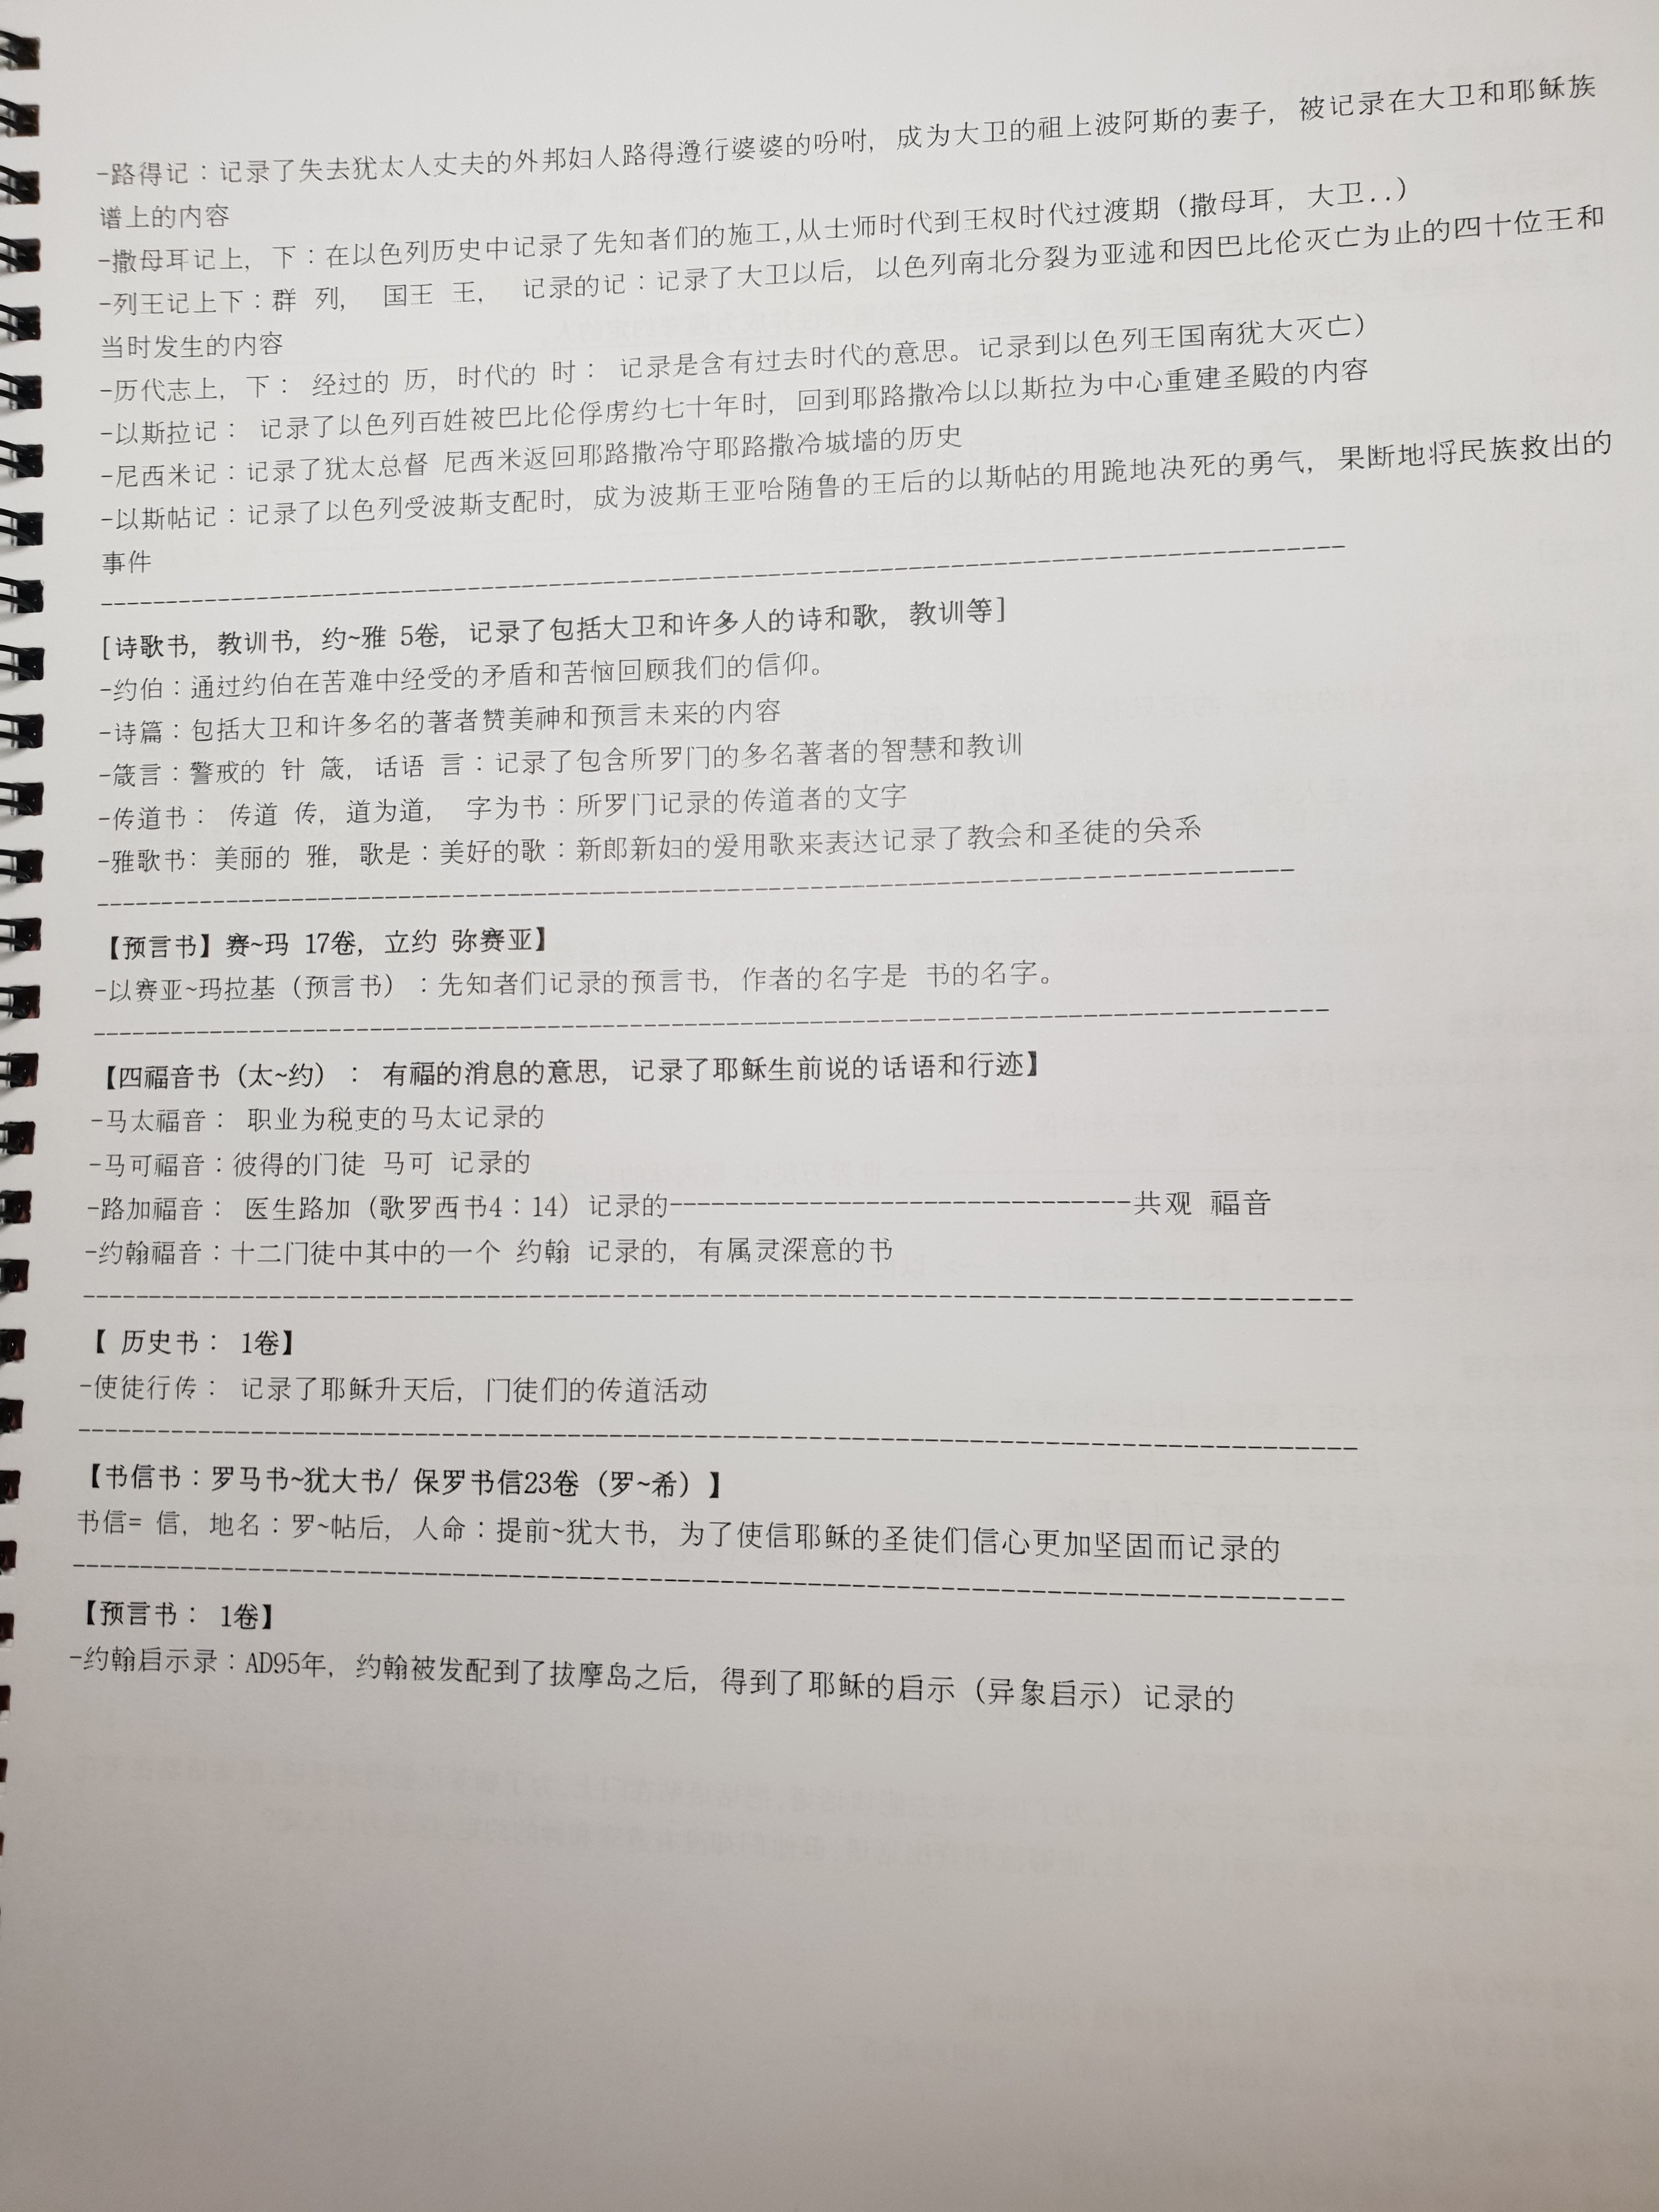 -路得记：记录了失去犹太人丈夫的外邦妇人路得遵行婆婆的吩咐，成为大卫的祖上波阿斯的妻子，被记录在大卫和耶稣族
谱上的内容
-撒母耳记上，下：在以色列历史中记录了先知者们的施工,从士师时代到王权时代过渡期（撒母耳，大卫..）
-列王记上下：群 列， 国王 王， 记录的记：记录了大卫以后，以色列南北分裂为亚述和因巴比伦灭亡为止的四十位王和
当时发生的内容
-历代志上，下： 经过的 历，时代的 时： 记录是含有过去时代的意思。记录到以色列王国南犹大灭亡）
-以斯拉记： 记录了以色列百姓被巴比伦俘虏约七十年时，回到耶路撒冷以以斯拉为中心重建圣殿的内容
-尼西米记：记录了犹太总督 尼西米返回耶路撒冷守耶路撒冷城墙的历史
-以斯帖记：记录了以色列受波斯支配时，成为波斯王亚哈随鲁的王后的以斯帖的用跪地决死的勇气，果断地将民族救出的
事件
[诗歌书，教训书，约~雅 5卷，记录了包括大卫和许多人的诗和歌，教训等]
-约伯：通过约伯在苦难中经受的矛盾和苦恼回顾我们的信仰。
-诗篇：包括大卫和许多名的著者赞美神和预言未来的内容
-箴言：警戒的 针 箴，话语 言：记录了包含所罗门的多名著者的智慧和教训
-传道书： 传道 传，道为道， 字为书：所罗门记录的传道者的文字
-雅歌书：美丽的 雅，歌是：美好的歌：新郎新妇的爱用歌来表达记录了教会和圣徒的关系
【预言书】赛~玛 17卷，立约 弥赛亚】
-以赛亚~玛拉基（预言书）：先知者们记录的预言书，作者的名字是 书的名字。
【四福音书（太~约）： 有福的消息的意思，记录了耶稣生前说的话语和行迹】
-马太福音： 职业为税吏的马太记录的
-马可福音：彼得的门徒 马可 记录的
-路加福音： 医生路加（歌罗西书4：14）记录的-----------------------------------共观 福音
-约翰福音：十二门徒中其中的一个 约翰 记录的，有属灵深意的书
【 历史书： 1卷】
-使徒行传： 记录了耶稣升天后，门徒们的传道活动
【书信书：罗马书~犹大书/ 保罗书信23卷（罗~希）】
书信= 信，地名：罗~帖后，人命：提前~犹大书，为了使信耶稣的圣徒们信心更加坚固而记录的
【预言书： 1卷】
-约翰启示录：AD95年，约翰被发配到了拔摩岛之后，得到了耶稣的启示（异象启示）记录的